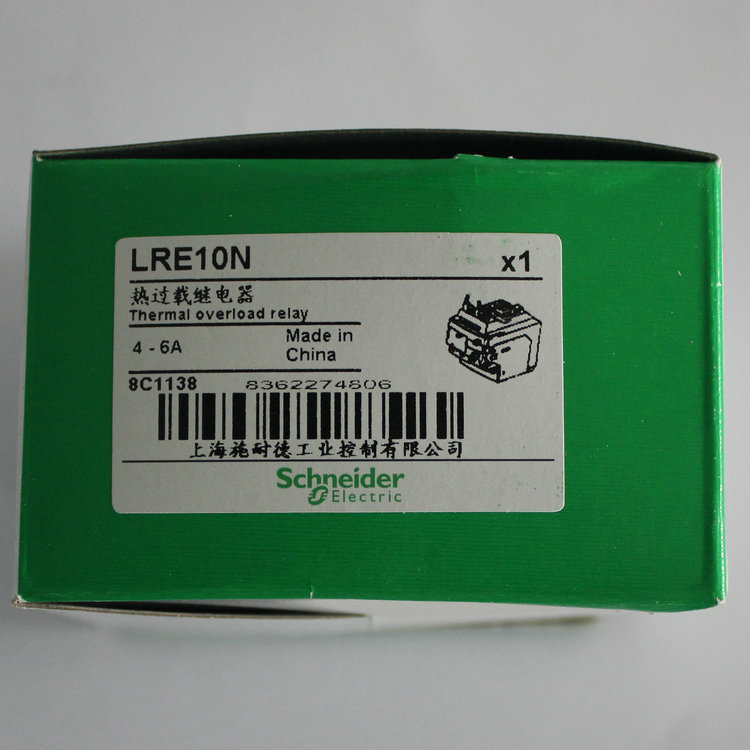 LRE10N x1
热过载继电器
Thermal overload relay
4 - 6A
Made in
China
8C1138 8362274806
上海施耐德工业控制有限公司
Schneider
Electric